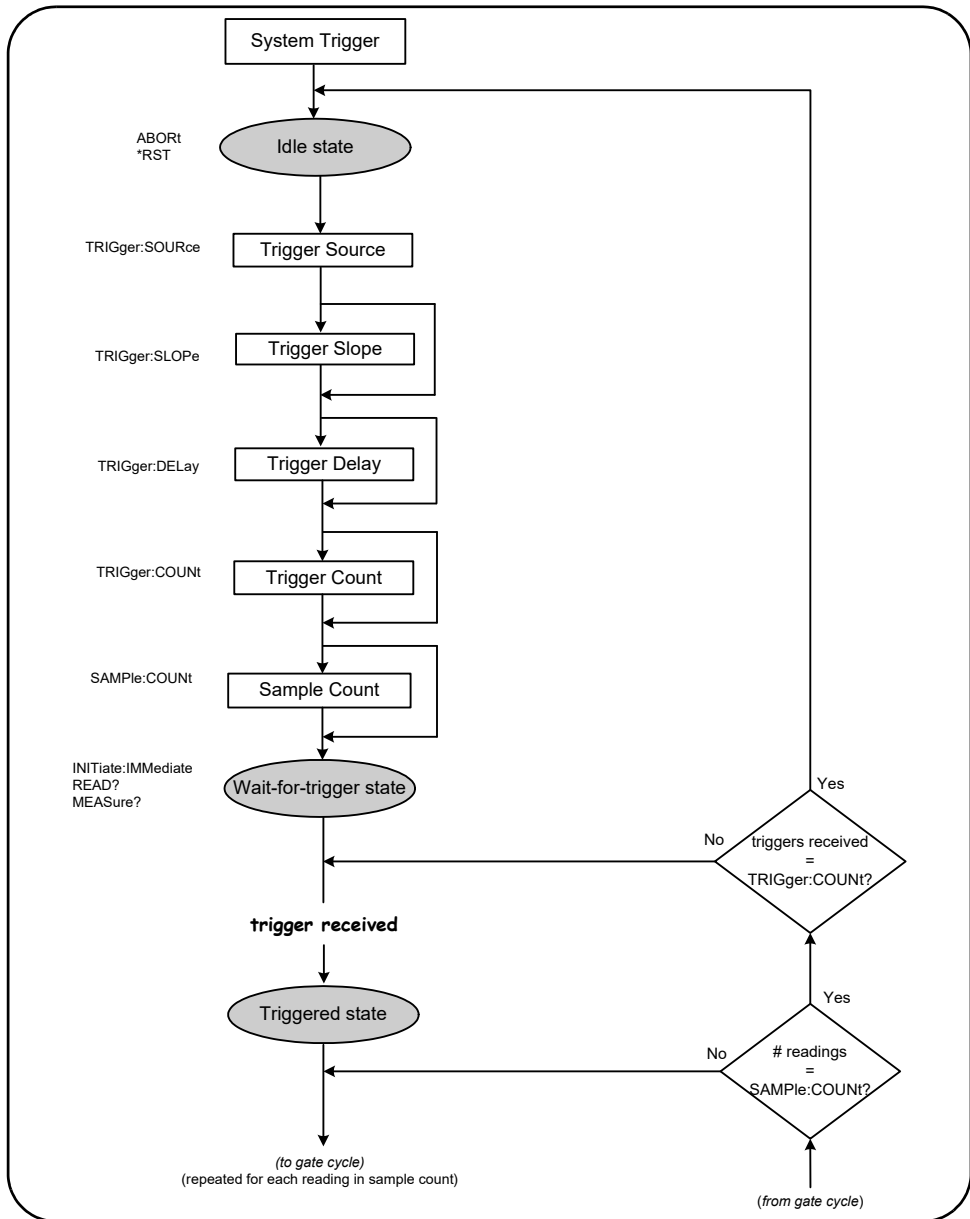 System Trigger
ABORt
*RST
Idle state
TRIGger:SOURce
Trigger Source
TRIGger:SLOPe
Trigger Slope
TRIGger:DELay
Trigger Delay
TRIGger:COUNt
Trigger Count
SAMPle:COUNt
Sample Count
INITiate:IMMediate
READ?
MEASure?
Wait-for-trigger state
Yes
No
triggers received
=
TRIGger:COUNt?
trigger received
Triggered state
Yes
No
# readings
=
SAMPle:COUNt?
(to gate cycle)
(repeated for each reading in sample count)
(from gate cycle)